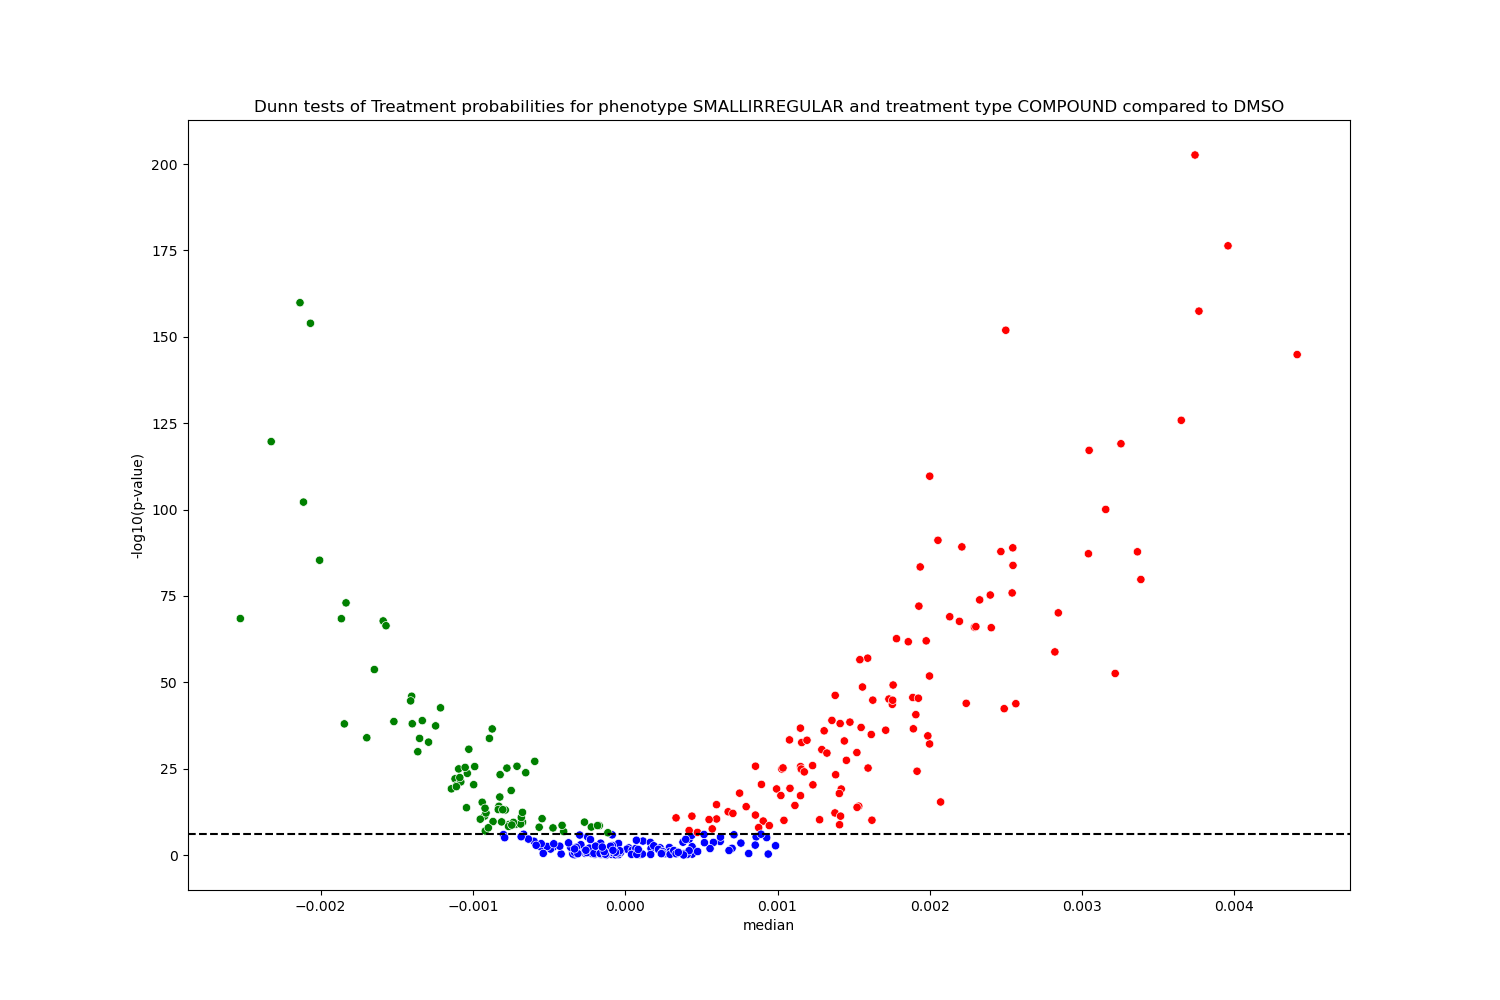 Dunn tests of Treatment probabilities for phenotype SMALLIRREGULAR and treatment type COMPOUND compared to DMSO
200
175
150
125
100
75
50
25
0
-log10(p-value)
−0.002 −0.001 0.000 0.001 0.002 0.003 0.004
median